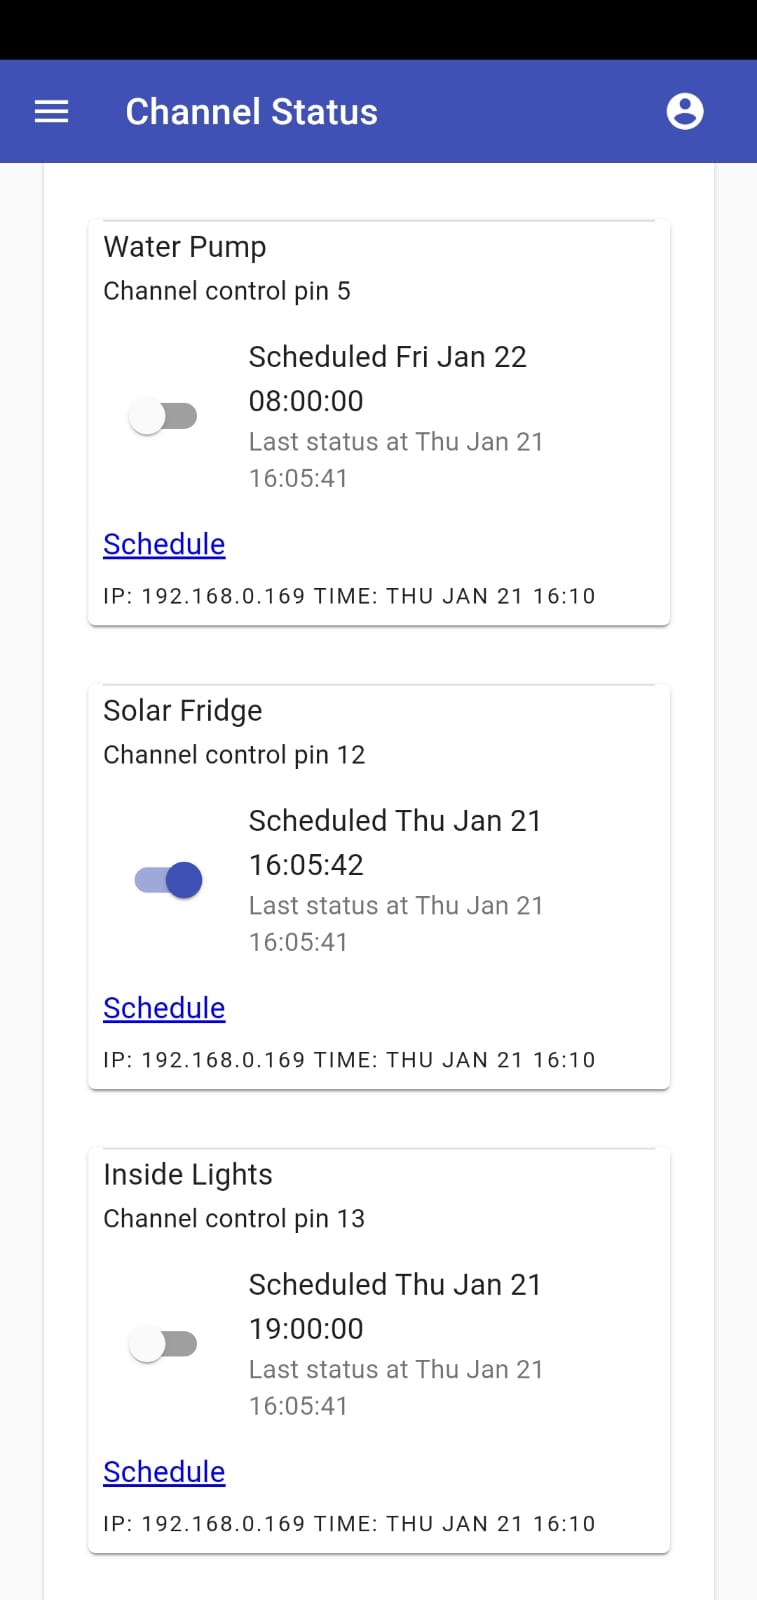 Channel Status
Water Pump
Channel control pin 5
Scheduled Fri Jan 22
08:00:00
Last status at Thu Jan 21
16:05:41
Schedule
IP: 192.168.0.169 TIME: THU JAN 21 16:10
Solar Fridge
Channel control pin 12
Scheduled Thu Jan 21
16:05:42
Last status at Thu Jan 21
16:05:41
Schedule
IP: 192.168.0.169 TIME: THU JAN 21 16:10
Inside Lights
Channel control pin 13
Scheduled Thu Jan 21
19:00:00
Last status at Thu Jan 21
16:05:41
Schedule
IP: 192.168.0.169 TIME: THU JAN 21 16:10